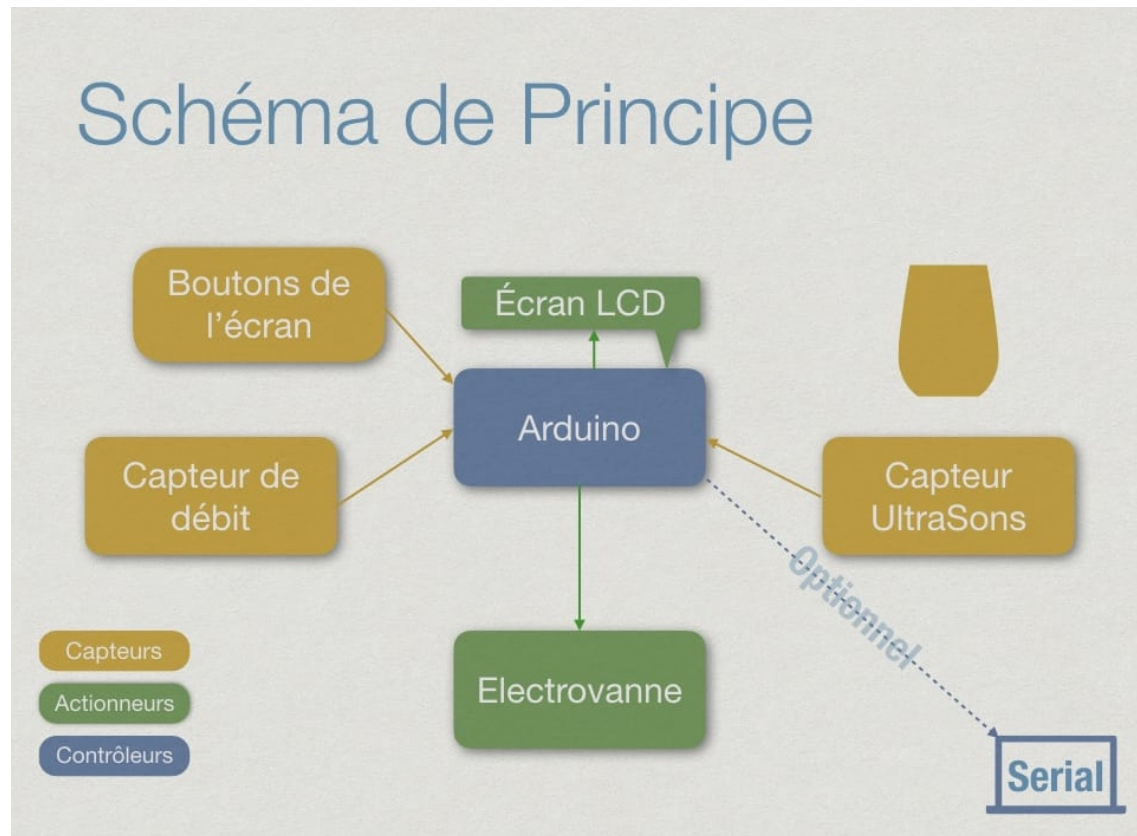 Schéma de Principe
Boutons de
l'écran
Écran LCD
Arduino
Capteur de
débit
Capteur
UltraSons
Optionnel
Electrovanne
Capteurs
Actionneurs
Contrôleurs
Serial